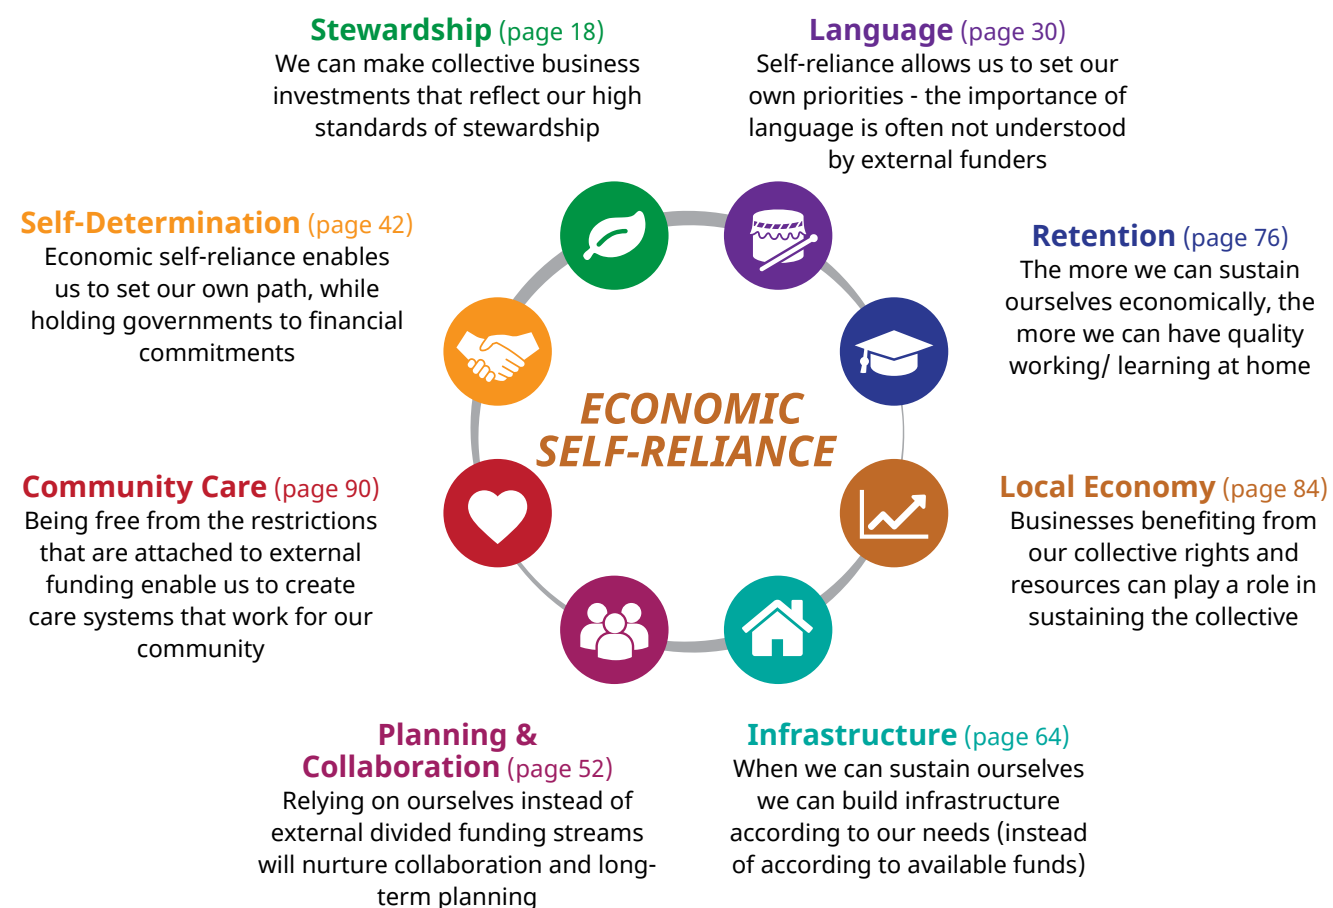 Stewardship (page 18)
We can make collective business
investments that reflect our high
standards of stewardship
Language (page 30)
Self-reliance allows us to set our
own priorities - the importance of
language is often not understood
by external funders
Self-Determination (page 42)
Economic self-reliance enables
us to set our own path, while
holding governments to financial
commitments
Retention (page 76)
The more we can sustain
ourselves economically, the
more we can have quality
working/ learning at home
ECONOMIC
SELF-RELIANCE
Community Care (page 90)
Being free from the restrictions
that are attached to external
funding enable us to create
care systems that work for our
community
Local Economy (page 84)
Businesses benefiting from
our collective rights and
resources can play a role in
sustaining the collective
Planning &
Collaboration (page 52)
Relying on ourselves instead of
external divided funding streams
will nurture collaboration and long-
term planning
Infrastructure (page 64)
When we can sustain ourselves
we can build infrastructure
according to our needs (instead
of according to available funds)